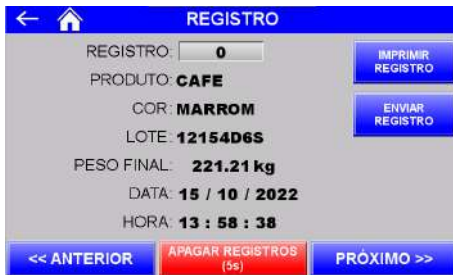 REGISTRO
REGISTRO: 0
IMPRIMIR
REGISTRO
PRODUTO: CAFE
COR: MARROM
ENVIAR
REGISTRO
LOTE: 12154D6S
PESO FINAL: 221.21 kg
DATA: 15 / 10 / 2022
HORA: 13 : 58 : 38
<< ANTERIOR
APAGAR REGISTROS
(5s)
PRÓXIMO >>